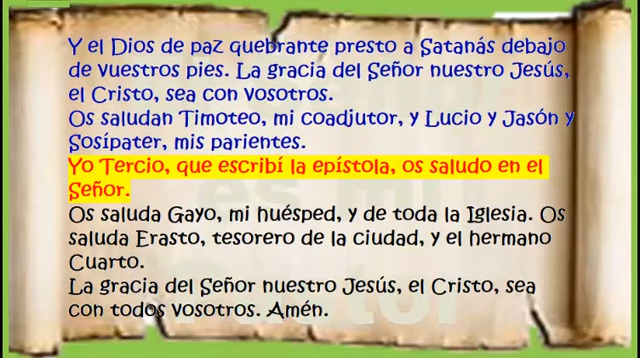 Y el Dios de paz quebrante presto a Satanás debajo
de vuestros pies. La gracia del Señor nuestro Jesús,
el Cristo, sea con vosotros.
Os saludan Timoteo, mi coadjutor, y Lucio y Jasón y
Sosípater, mis parientes.
Yo Tercio, que escribí la epístola, os saludo en el
Señor.
Os saluda Gayo, mi huésped, y de toda la Iglesia. Os
saluda Erasto, tesorero de la ciudad, y el hermano
Cuarto.
La gracia del Señor nuestro Jesús, el Cristo, sea
con todos vosotros. Amén.